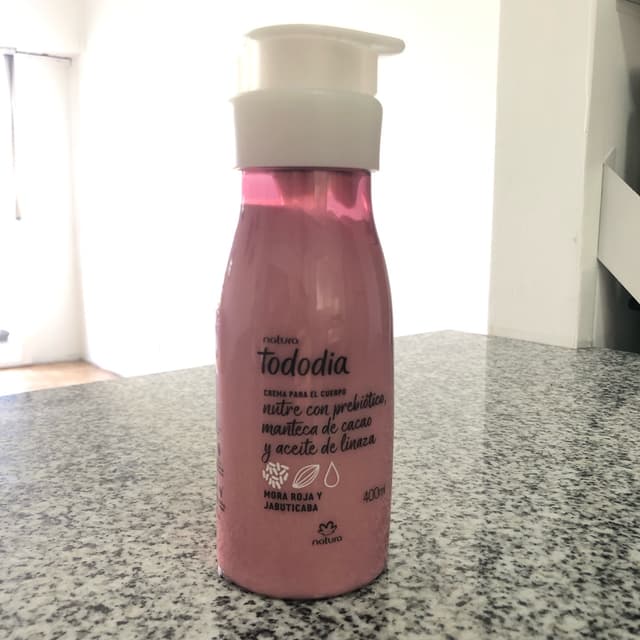 natura
tododia
CREMA PARA EL CUERPO
nutre con prebiótico,
manteca de cacao
y aceite de linaza
MORA ROJA Y
JABUTICABA
400ml
natura